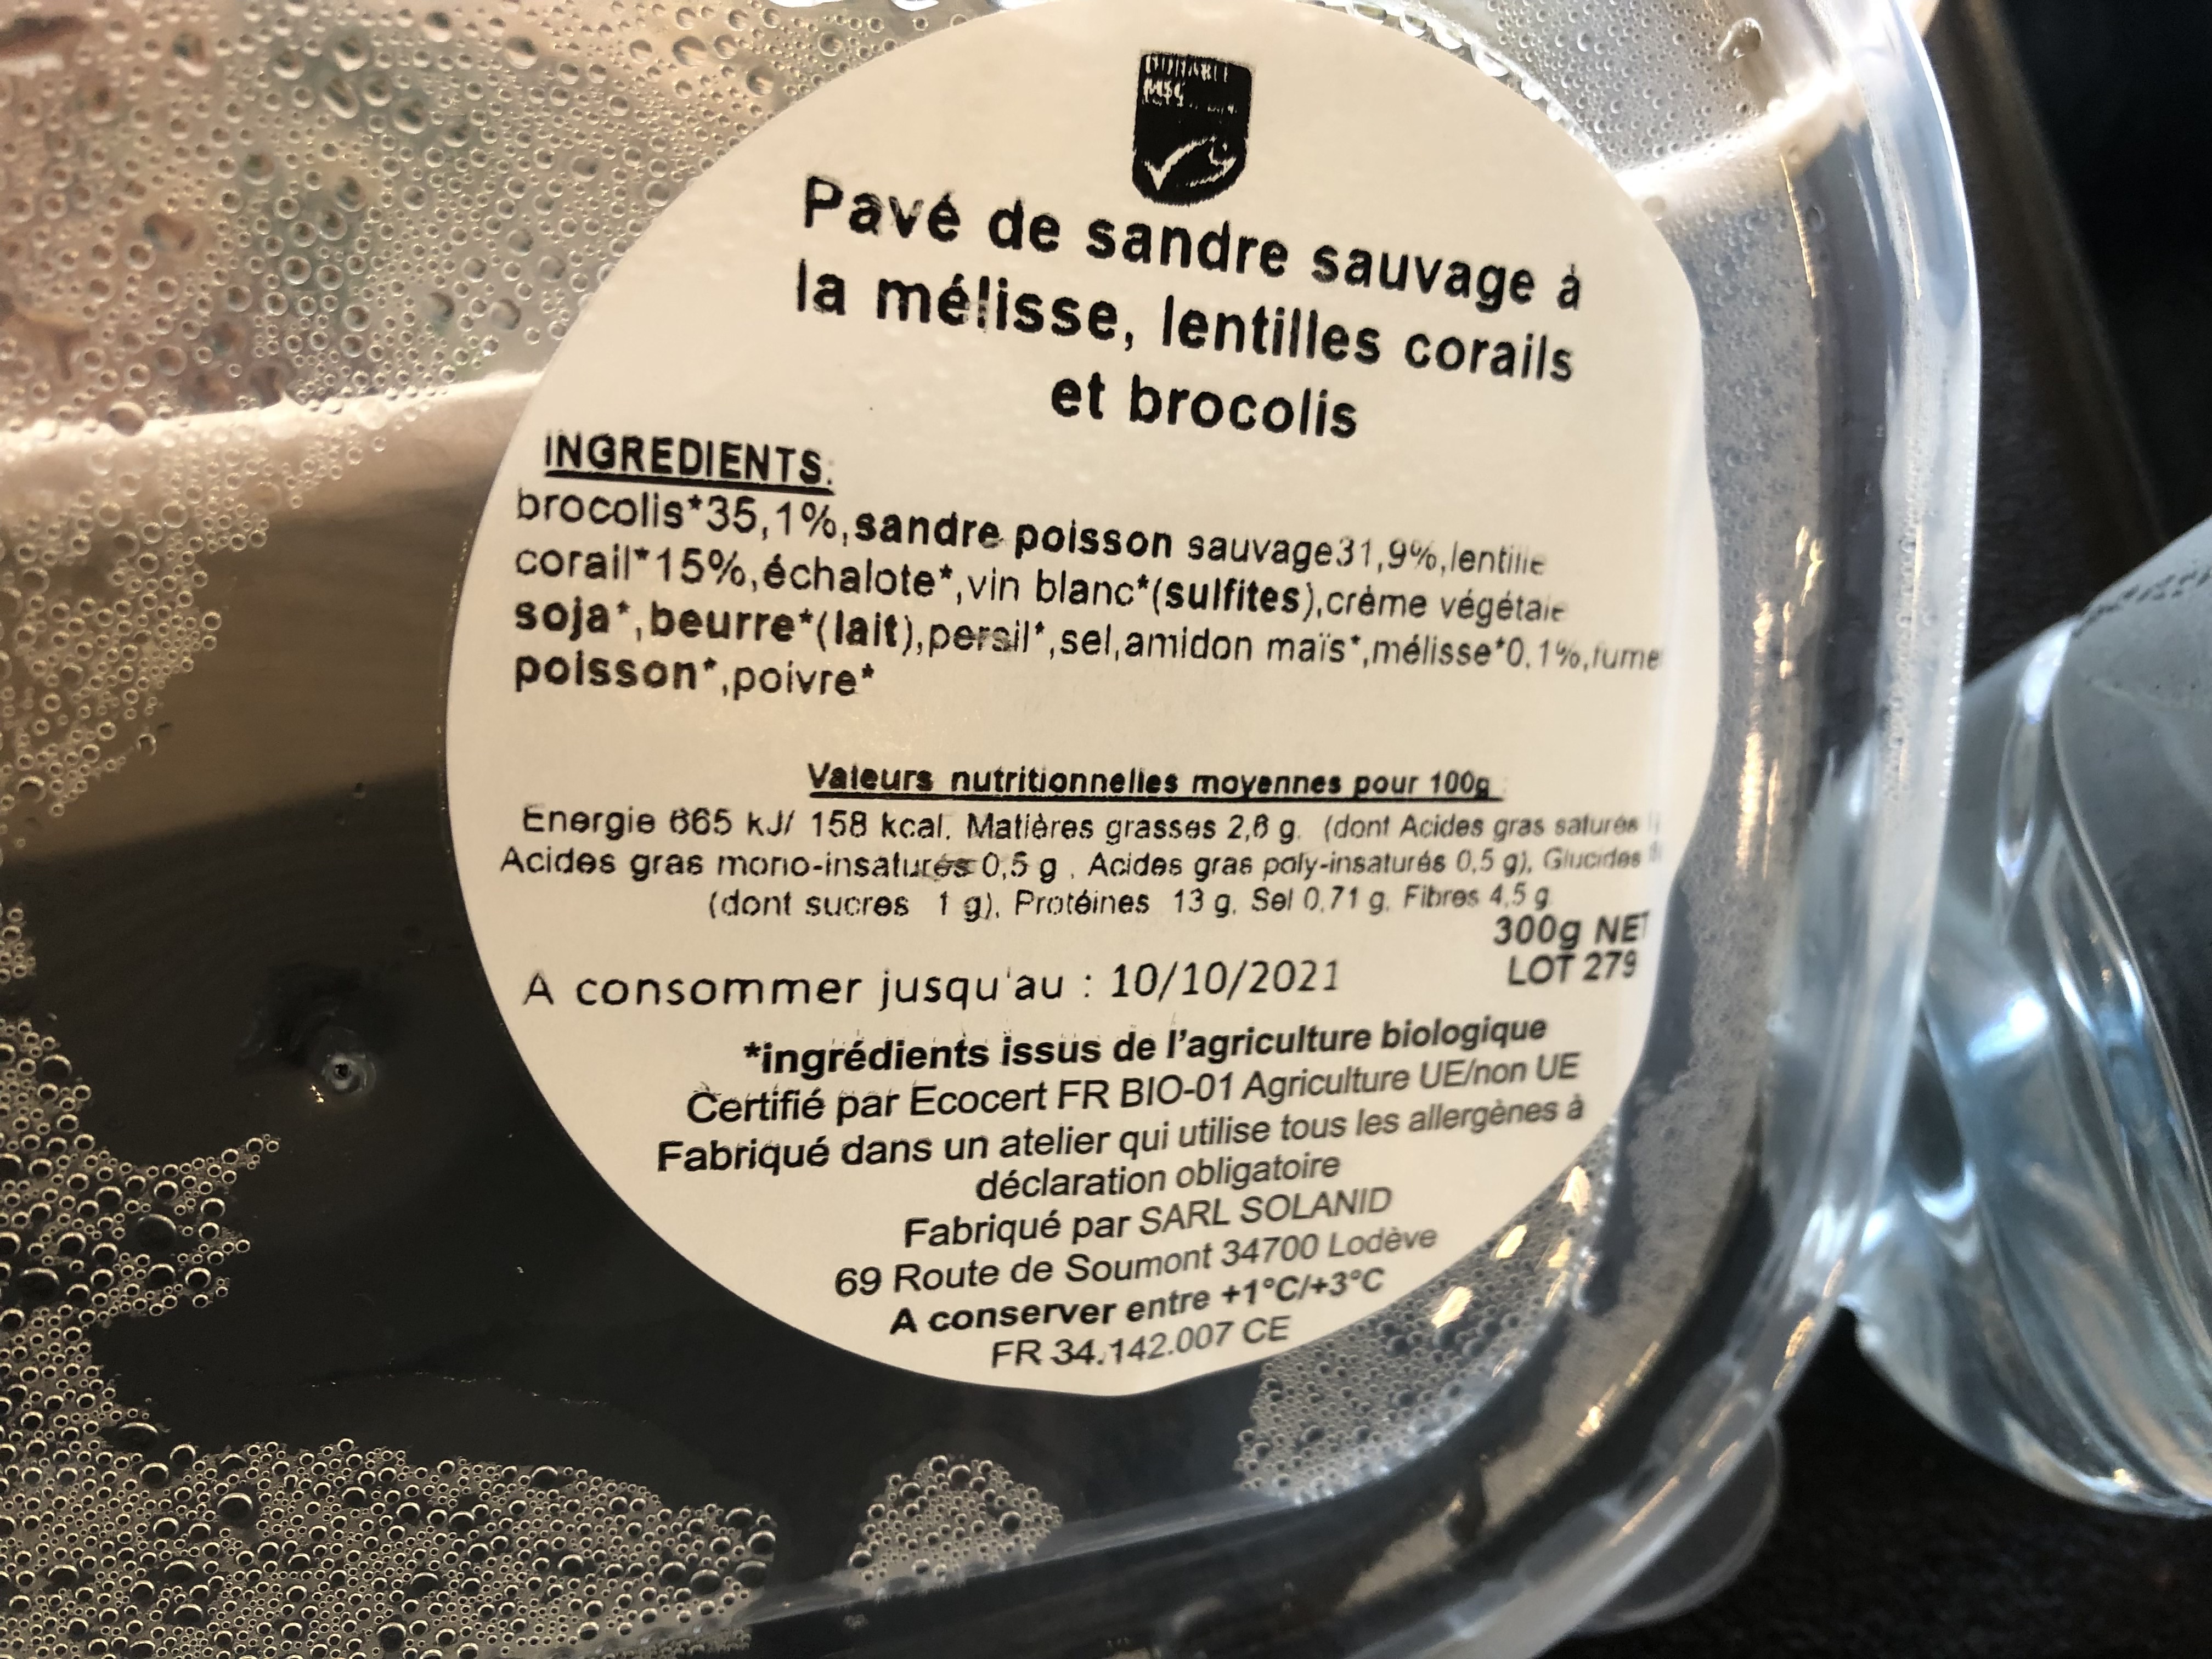 MSC
Pavé de sandre sauvage à
la mélisse, lentilles corails
et brocolis
INGREDIENTS:
brocolis*35,1%,sandre poisson sauvage31,9%,lentille
corail*15%,échalote*,vin blanc*(sulfites),crème végétale
soja*,beurre*(lait),persil*,sel,amidon maïs*,mélisse*0,1%,fume
poisson*,poivre*
Valeurs nutritionnelles moyennes pour 100g
Energie 665 kJ/ 158 kcal. Matières grasses 2,6 g. (dont Acides gras saturés
Acides gras mono-insaturés 0,5 g , Acides gras poly-insaturés 0,5 g), Glucides
(dont sucres 1 g), Protéines 13 g, Sel 0,71 g, Fibres 4,5 g
300g NET
LOT 279
A consommer jusqu'au : 10/10/2021
*ingrédients issus de l'agriculture biologique
Certifié par Ecocert FR BIO-01 Agriculture UE/non UE
Fabriqué dans un atelier qui utilise tous les allergènes à
déclaration obligatoire
Fabriqué par SARL SOLANID
69 Route de Soumont 34700 Lodève
A conserver entre +1°C/+3°C
FR 34.142.007 CE